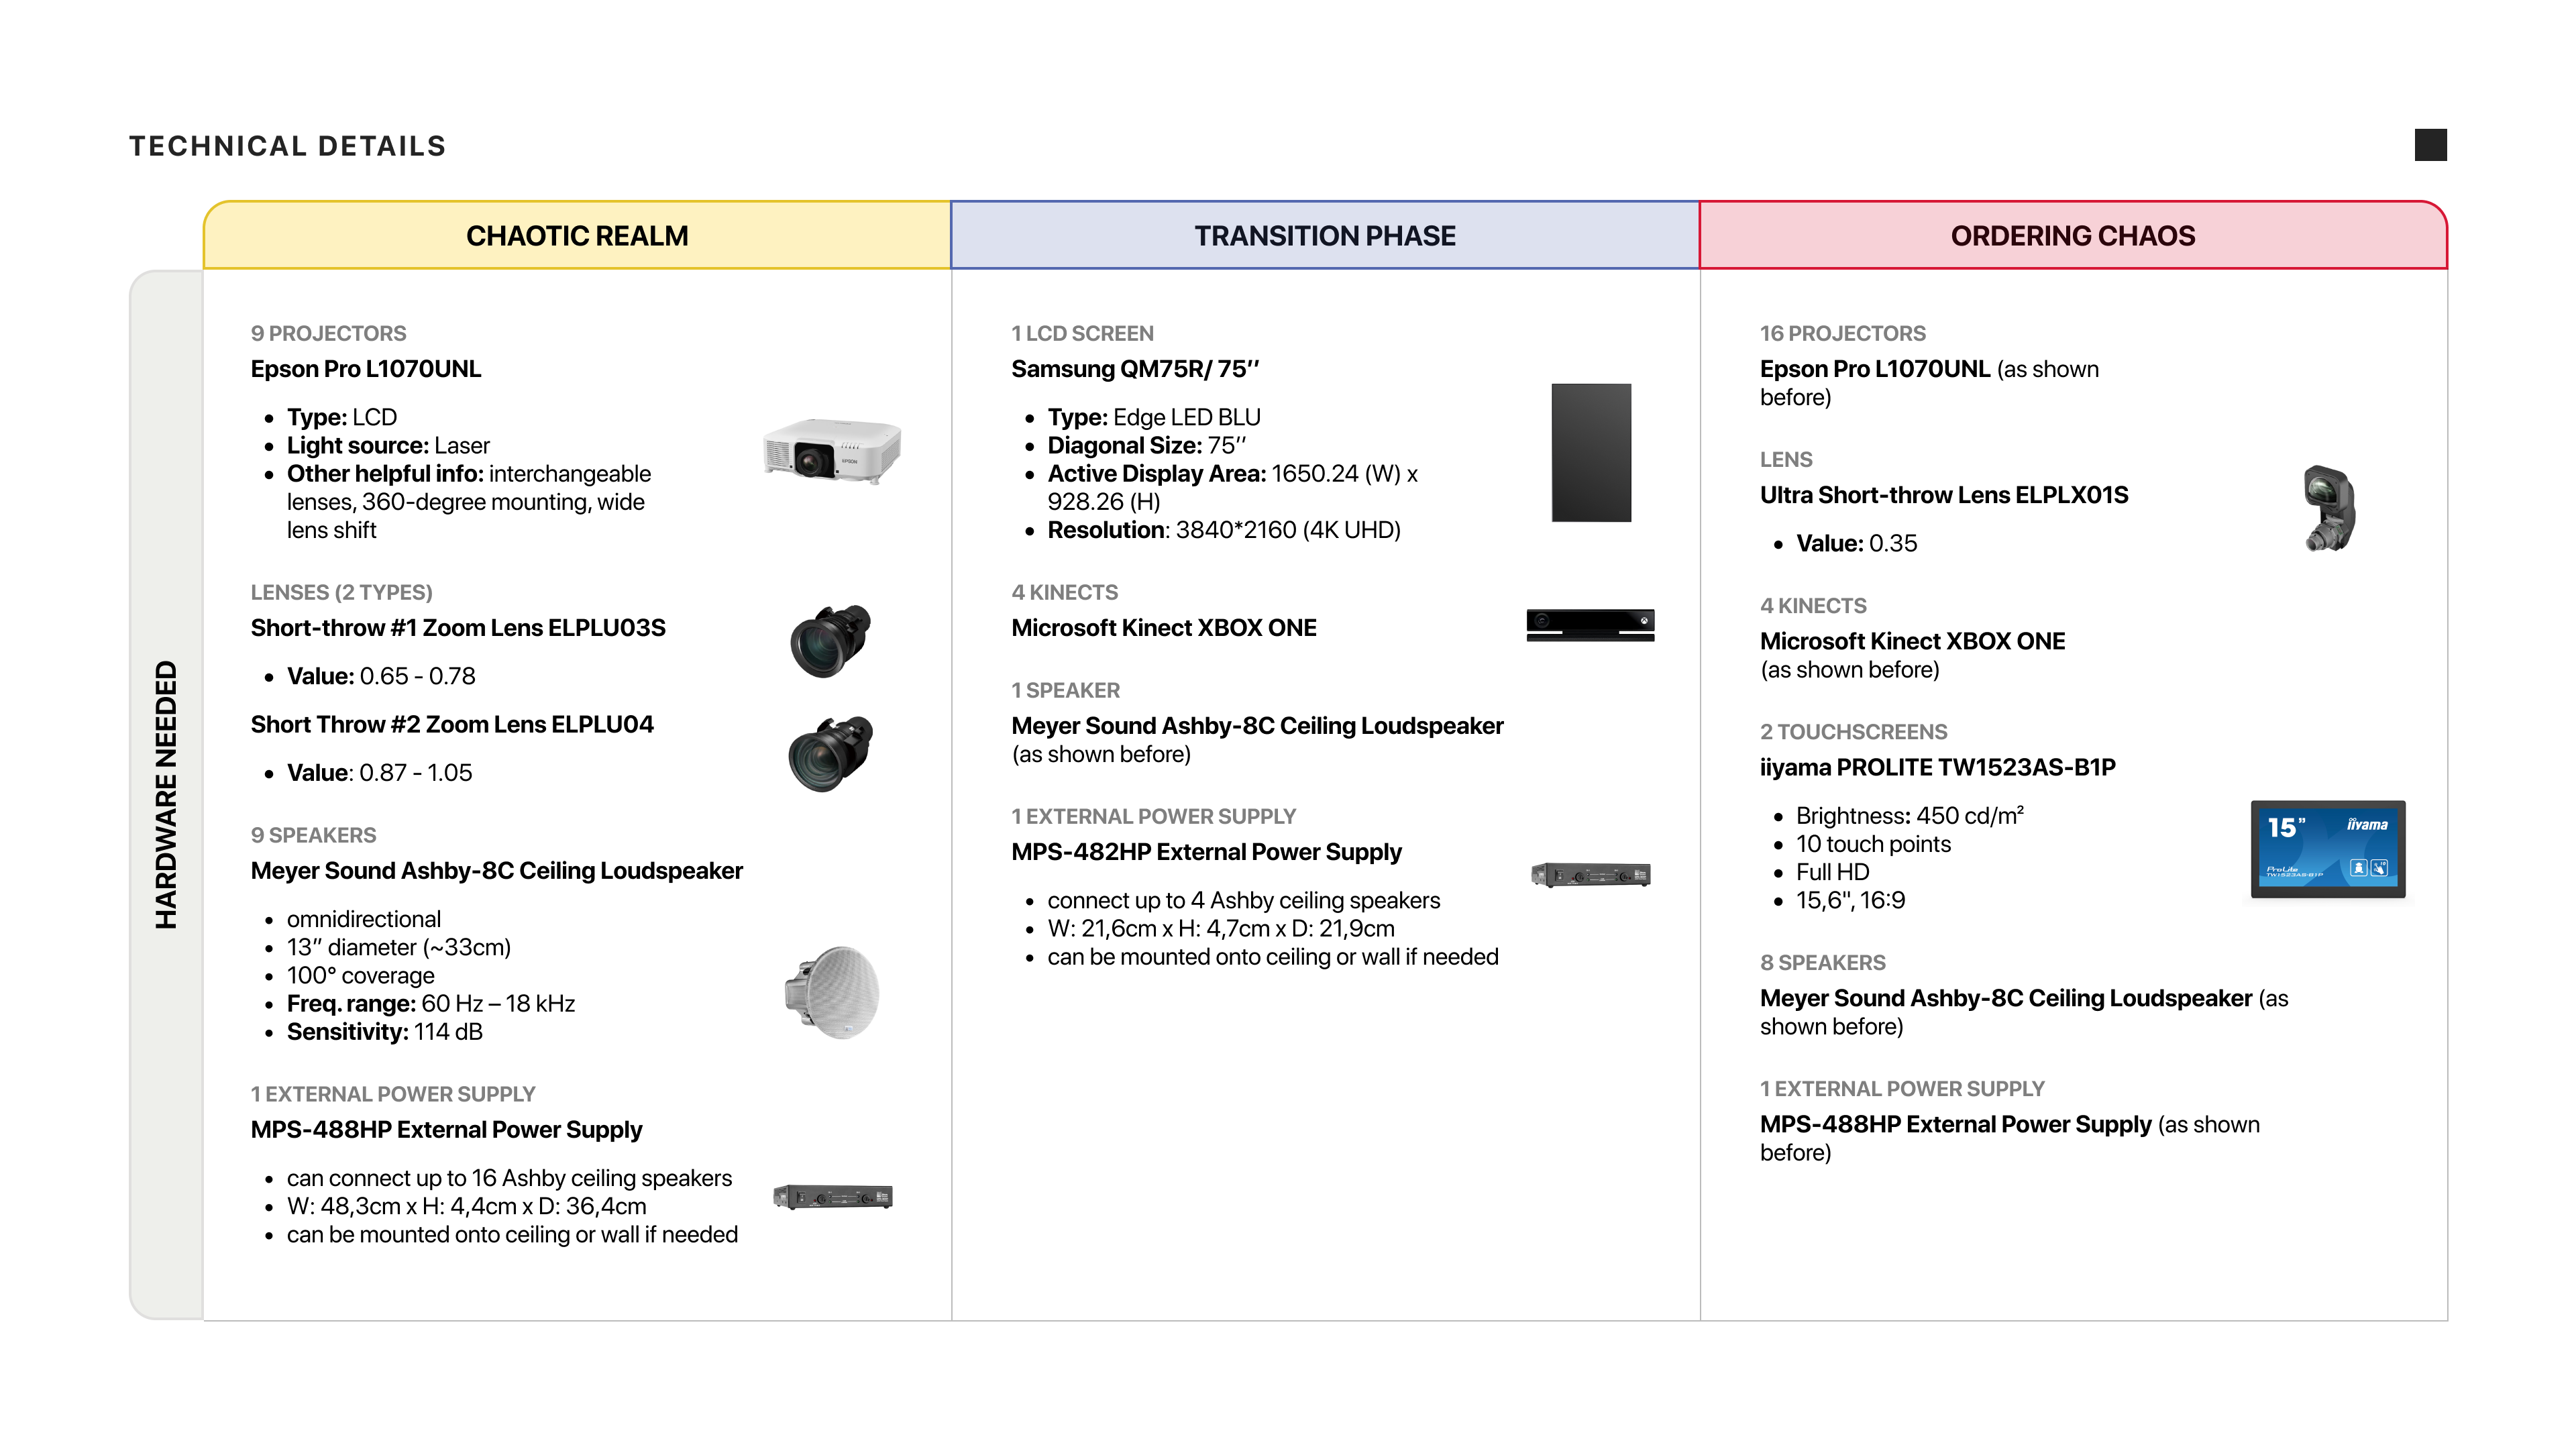 TECHNICAL DETAILS
CHAOTIC REALM
TRANSITION PHASE
ORDERING CHAOS
HARDWARE NEEDED
9 PROJECTORS
Epson Pro L1070UNL
• Type: LCD
• Light source: Laser
• Other helpful info: interchangeable
lenses, 360-degree mounting, wide
lens shift
EPSON
LENSES (2 TYPES)
Short-throw #1 Zoom Lens ELPLU03S
• Value: 0.65 - 0.78
Short Throw #2 Zoom Lens ELPLU04
• Value: 0.87 - 1.05
9 SPEAKERS
Meyer Sound Ashby-8C Ceiling Loudspeaker
• omnidirectional
• 13” diameter (~33cm)
• 100° coverage
• Freq. range: 60 Hz – 18 kHz
• Sensitivity: 114 dB
1 EXTERNAL POWER SUPPLY
MPS-488HP External Power Supply
• can connect up to 16 Ashby ceiling speakers
• W: 48,3cm x H: 4,4cm x D: 36,4cm
• can be mounted onto ceiling or wall if needed
1 LCD SCREEN
Samsung QM75R/ 75’’
• Type: Edge LED BLU
• Diagonal Size: 75’’
• Active Display Area: 1650.24 (W) x
928.26 (H)
• Resolution: 3840*2160 (4K UHD)
4 KINECTS
Microsoft Kinect XBOX ONE
1 SPEAKER
Meyer Sound Ashby-8C Ceiling Loudspeaker
(as shown before)
1 EXTERNAL POWER SUPPLY
MPS-482HP External Power Supply
• connect up to 4 Ashby ceiling speakers
• W: 21,6cm x H: 4,7cm x D: 21,9cm
• can be mounted onto ceiling or wall if needed
16 PROJECTORS
Epson Pro L1070UNL (as shown
before)
LENS
Ultra Short-throw Lens ELPLX01S
• Value: 0.35
4 KINECTS
Microsoft Kinect XBOX ONE
(as shown before)
2 TOUCHSCREENS
iiyama PROLITE TW1523AS-B1P
• Brightness: 450 cd/m²
• 10 touch points
• Full HD
• 15,6", 16:9
15” iiyama
ProLite
TW1523AS-B1P
8 SPEAKERS
Meyer Sound Ashby-8C Ceiling Loudspeaker (as
shown before)
1 EXTERNAL POWER SUPPLY
MPS-488HP External Power Supply (as shown
before)